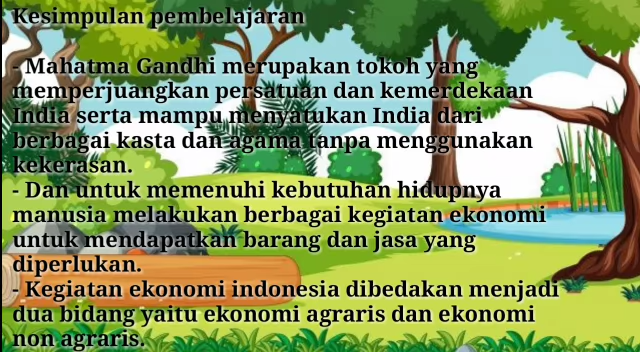 Kesimpulan pembelajaran
- Mahatma Gandhi merupakan tokoh yang
memperjuangkan persatuan dan kemerdekaan
India serta mampu menyatukan India dari
berbagai kasta dan agama tanpa menggunakan
kekerasan.
- Dan untuk memenuhi kebutuhan hidupnya
manusia melakukan berbagai kegiatan ekonomi
untuk mendapatkan barang dan jasa yang
diperlukan.
- Kegiatan ekonomi indonesia dibedakan menjadi
dua bidang yaitu ekonomi agraris dan ekonomi
non agraris.